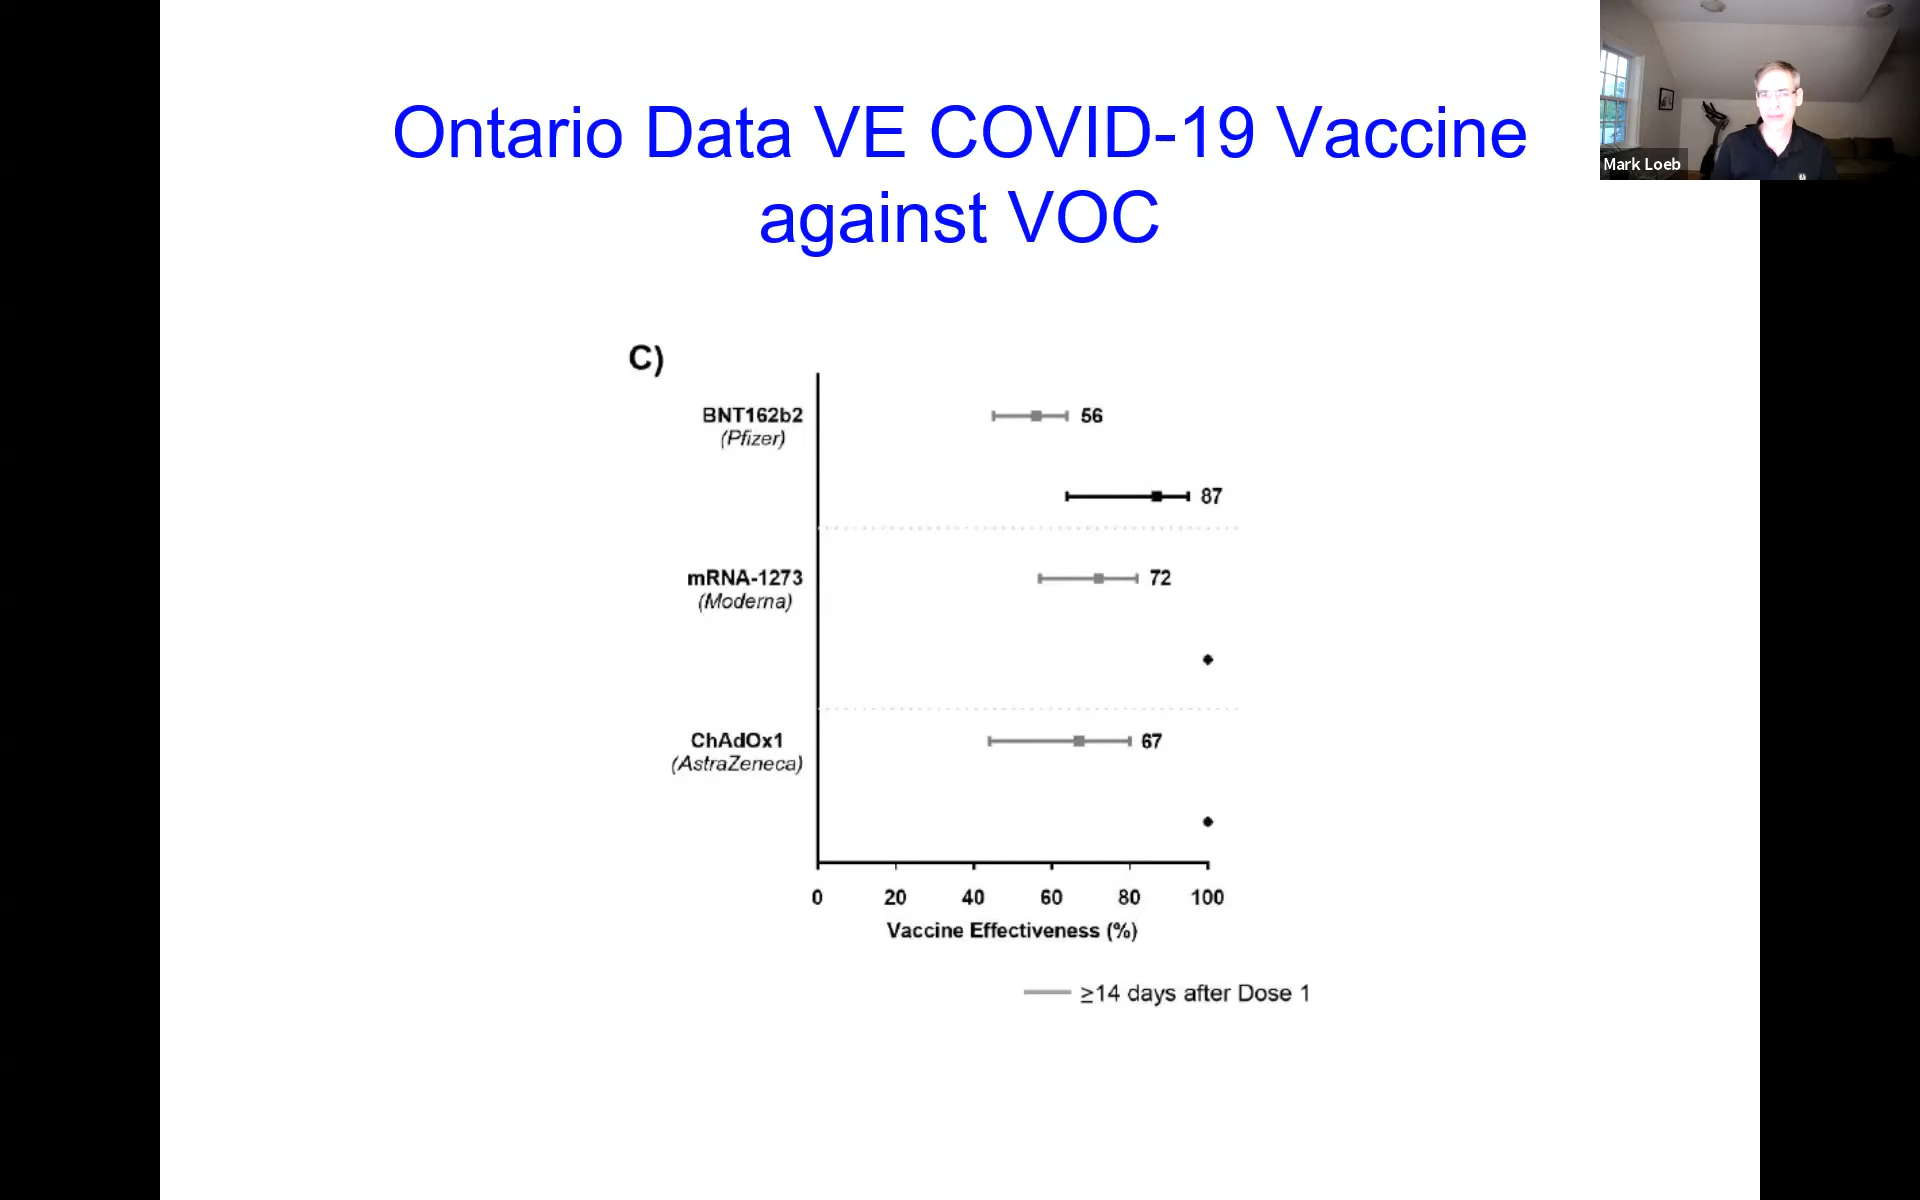 Ontario Data VE COVID-19 Vaccine
against VOC
Mark Loeb
C)
BNT162b2
(Pfizer)
56
87
mRNA-1273
(Moderna)
72
ChAdOx1
(AstraZeneca)
67
0 20 40 60 80 100
Vaccine Effectiveness (%)
≥14 days after Dose 1